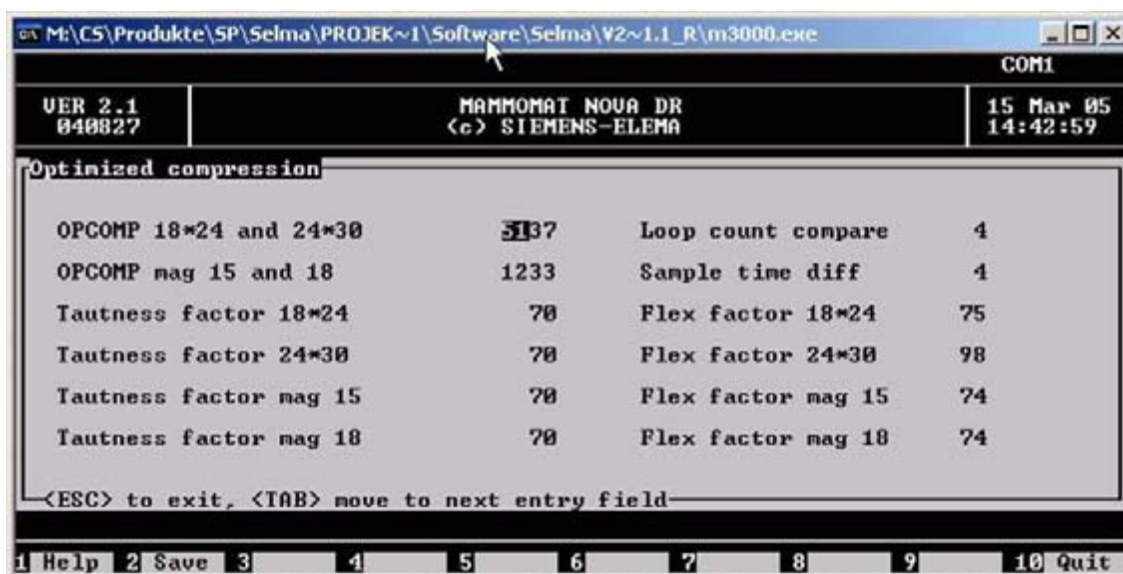 M:\CS\Produkte\SP\Selma\PROJEK~1\Software\Selma\V2~1.1_R\m3000.exe
COM1
VER 2.1 MAMMOMAT NOVA DR 15 Mar 05
040827 (c) SIEMENS-ELEMA 14:42:59
Optimized compression
OPCOMP 18*24 and 24*30 5137 Loop count compare 4
OPCOMP mag 15 and 18 1233 Sample time diff 4
Tautness factor 18*24 70 Flex factor 18*24 75
Tautness factor 24*30 70 Flex factor 24*30 98
Tautness factor mag 15 70 Flex factor mag 15 74
Tautness factor mag 18 70 Flex factor mag 18 74
<ESC> to exit, <TAB> move to next entry field
1 Help 2 Save 3 4 5 6 7 8 9 10 Quit